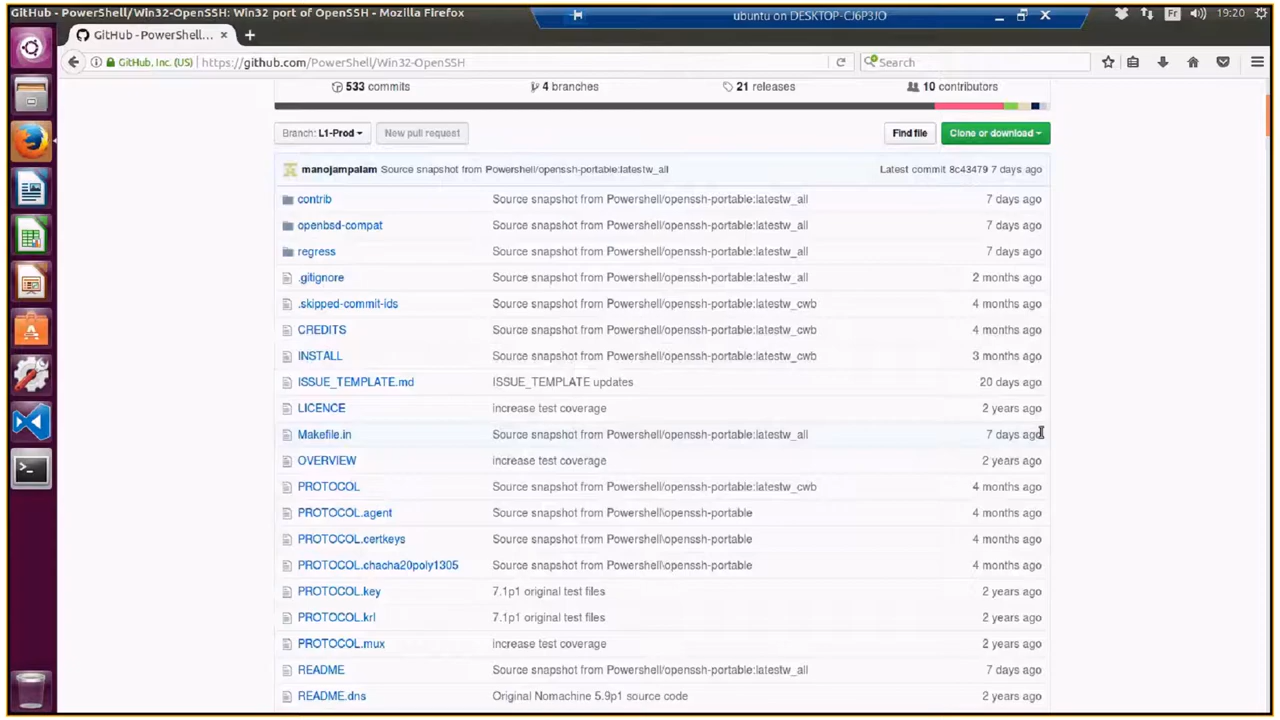 GitHub - PowerShell/Win32-OpenSSH: Win32 port of OpenSSH - Mozilla Firefox
ubuntu on DESKTOP-CJ6P3JO
Fr
19:20
GitHub - PowerShell/...
GitHub, Inc. (US)
https://github.com/PowerShell/Win32-OpenSSH
Search
533 commits
4 branches
21 releases
10 contributors
Branch: L1-Prod
New pull request
Find file
Clone or download
manojampalam Source snapshot from Powershell/openssh-portable:latestw_all
Latest commit 8c43479 7 days ago
contrib Source snapshot from Powershell/openssh-portable:latestw_all 7 days ago
openbsd-compat Source snapshot from Powershell/openssh-portable:latestw_all 7 days ago
regress Source snapshot from Powershell/openssh-portable:latestw_all 7 days ago
.gitignore Source snapshot from Powershell/openssh-portable:latestw_all 2 months ago
.skipped-commit-ids Source snapshot from Powershell/openssh-portable:latestw_cwb 4 months ago
CREDITS Source snapshot from Powershell/openssh-portable:latestw_cwb 4 months ago
INSTALL Source snapshot from Powershell/openssh-portable:latestw_cwb 3 months ago
ISSUE_TEMPLATE.md ISSUE_TEMPLATE updates 20 days ago
LICENCE increase test coverage 2 years ago
Makefile.in Source snapshot from Powershell/openssh-portable:latestw_all 7 days ago
OVERVIEW increase test coverage 2 years ago
PROTOCOL Source snapshot from Powershell/openssh-portable:latestw_cwb 4 months ago
PROTOCOL.agent Source snapshot from Powershell\openssh-portable 4 months ago
PROTOCOL.certkeys Source snapshot from Powershell\openssh-portable 4 months ago
PROTOCOL.chacha20poly1305 Source snapshot from Powershell\openssh-portable 4 months ago
PROTOCOL.key 7.1p1 original test files 2 years ago
PROTOCOL.krl 7.1p1 original test files 2 years ago
PROTOCOL.mux increase test coverage 2 years ago
README Source snapshot from Powershell/openssh-portable:latestw_all 7 days ago
README.dns Original Nomachine 5.9p1 source code 2 years ago